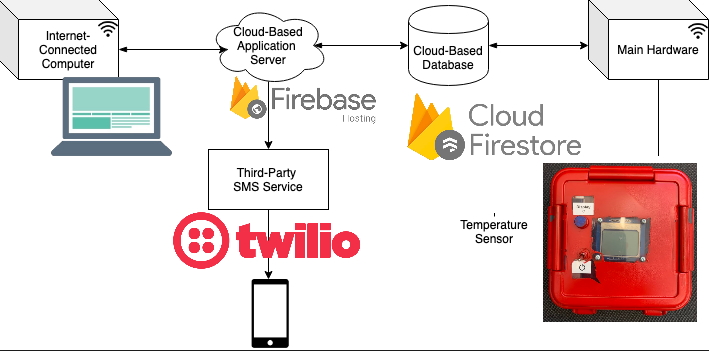 Internet-
Connected
Computer
Cloud-Based
Application
Server
Cloud-Based
Database
Main Hardware
Firebase
Hosting
Cloud
Firestore
Third-Party
SMS Service
twilio
Temperature
Sensor